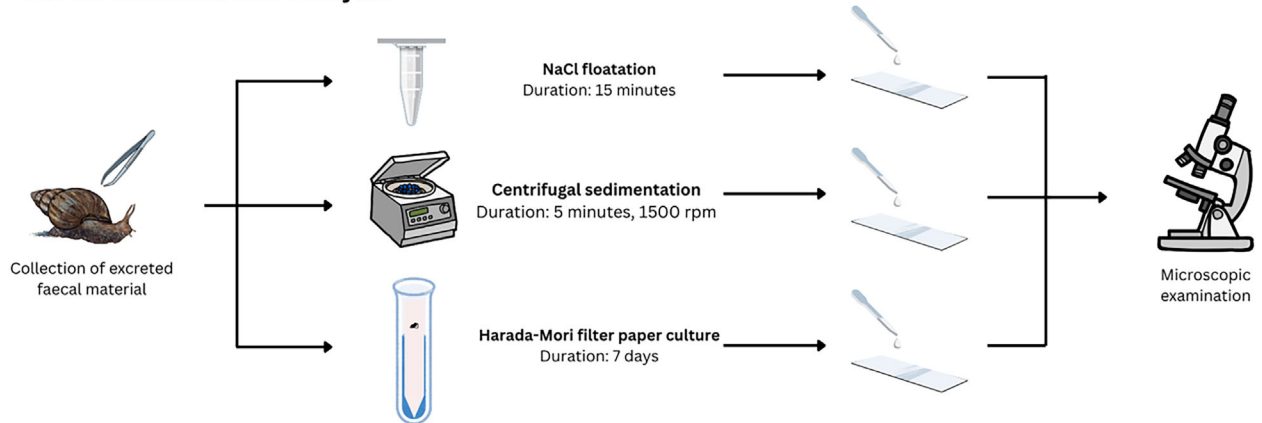 Collection of excreted
faecal material
NaCl floatation
Duration: 15 minutes
Centrifugal sedimentation
Duration: 5 minutes, 1500 rpm
Harada-Mori filter paper culture
Duration: 7 days
Microscopic
examination